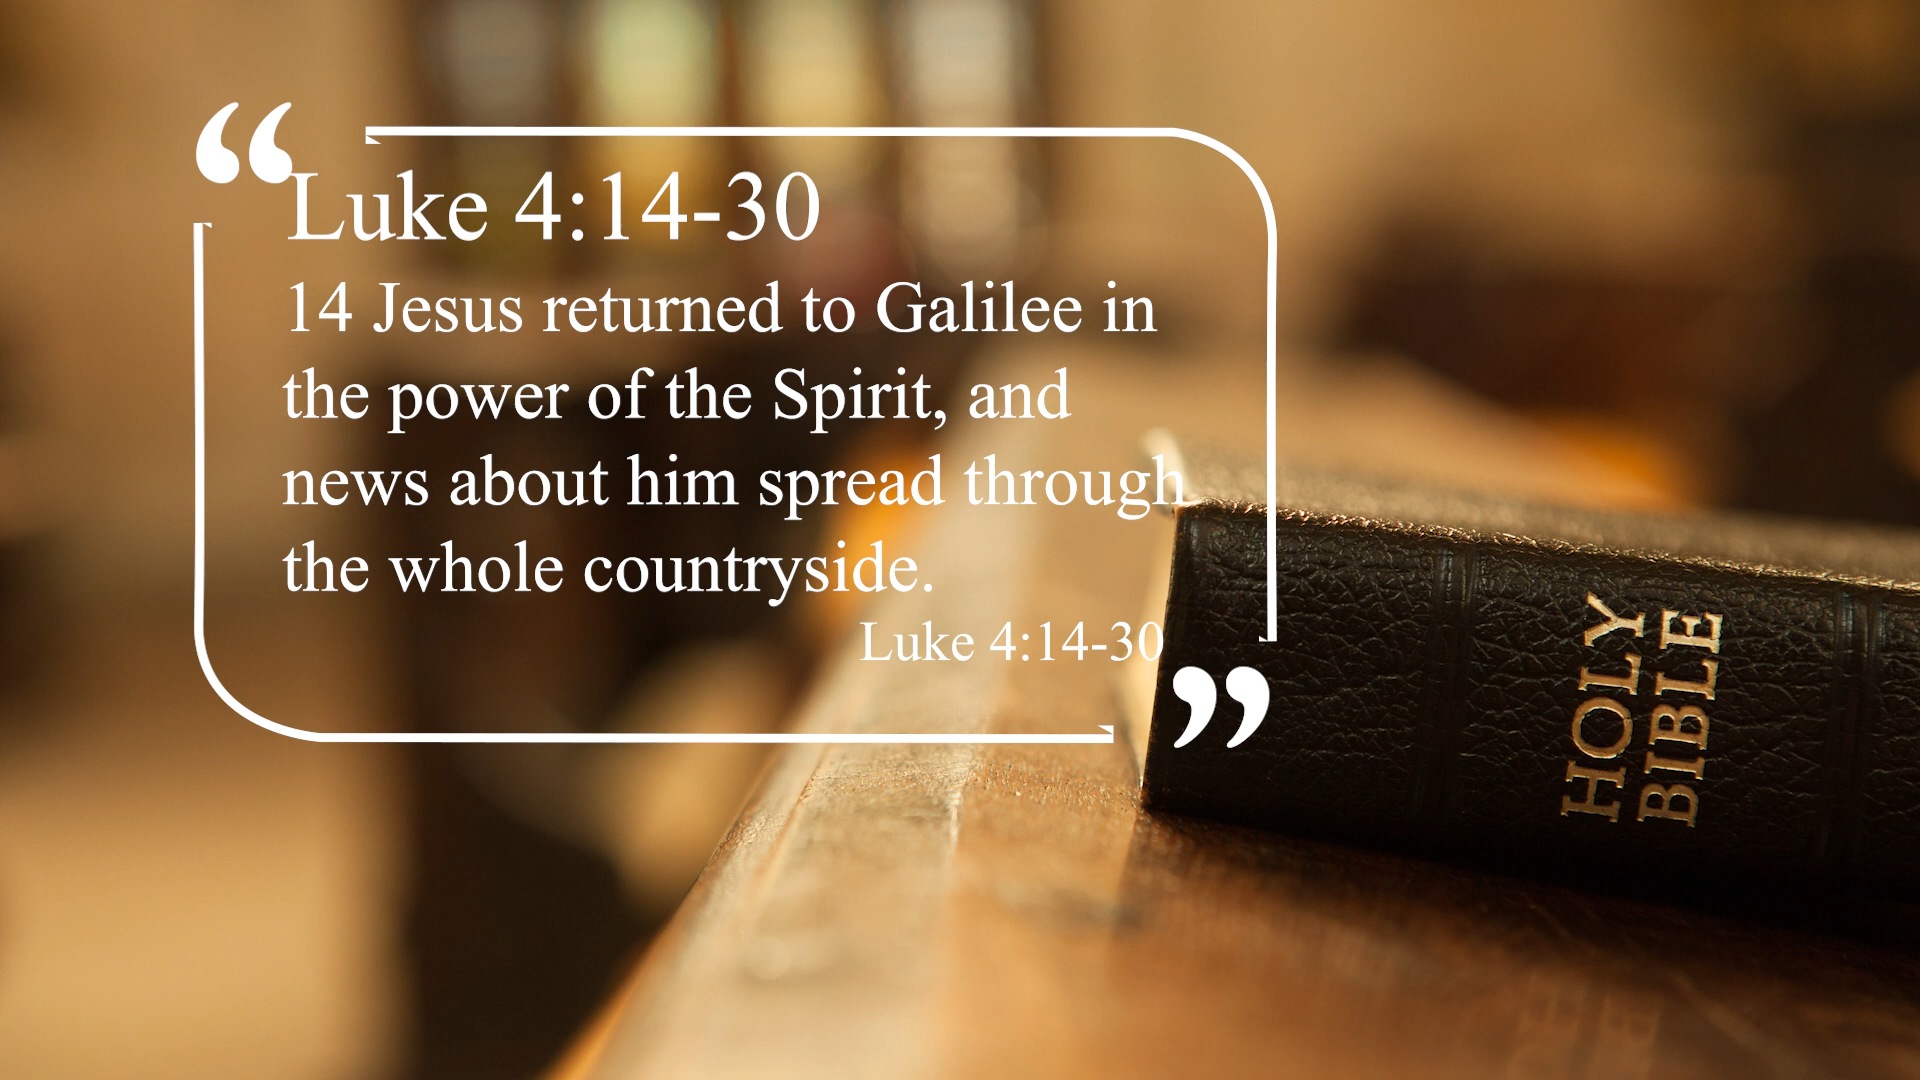 Luke 4:14-30
14 Jesus returned to Galilee in
the power of the Spirit, and
news about him spread through
the whole countryside.
Luke 4:14-30
HOLY
BIBLE